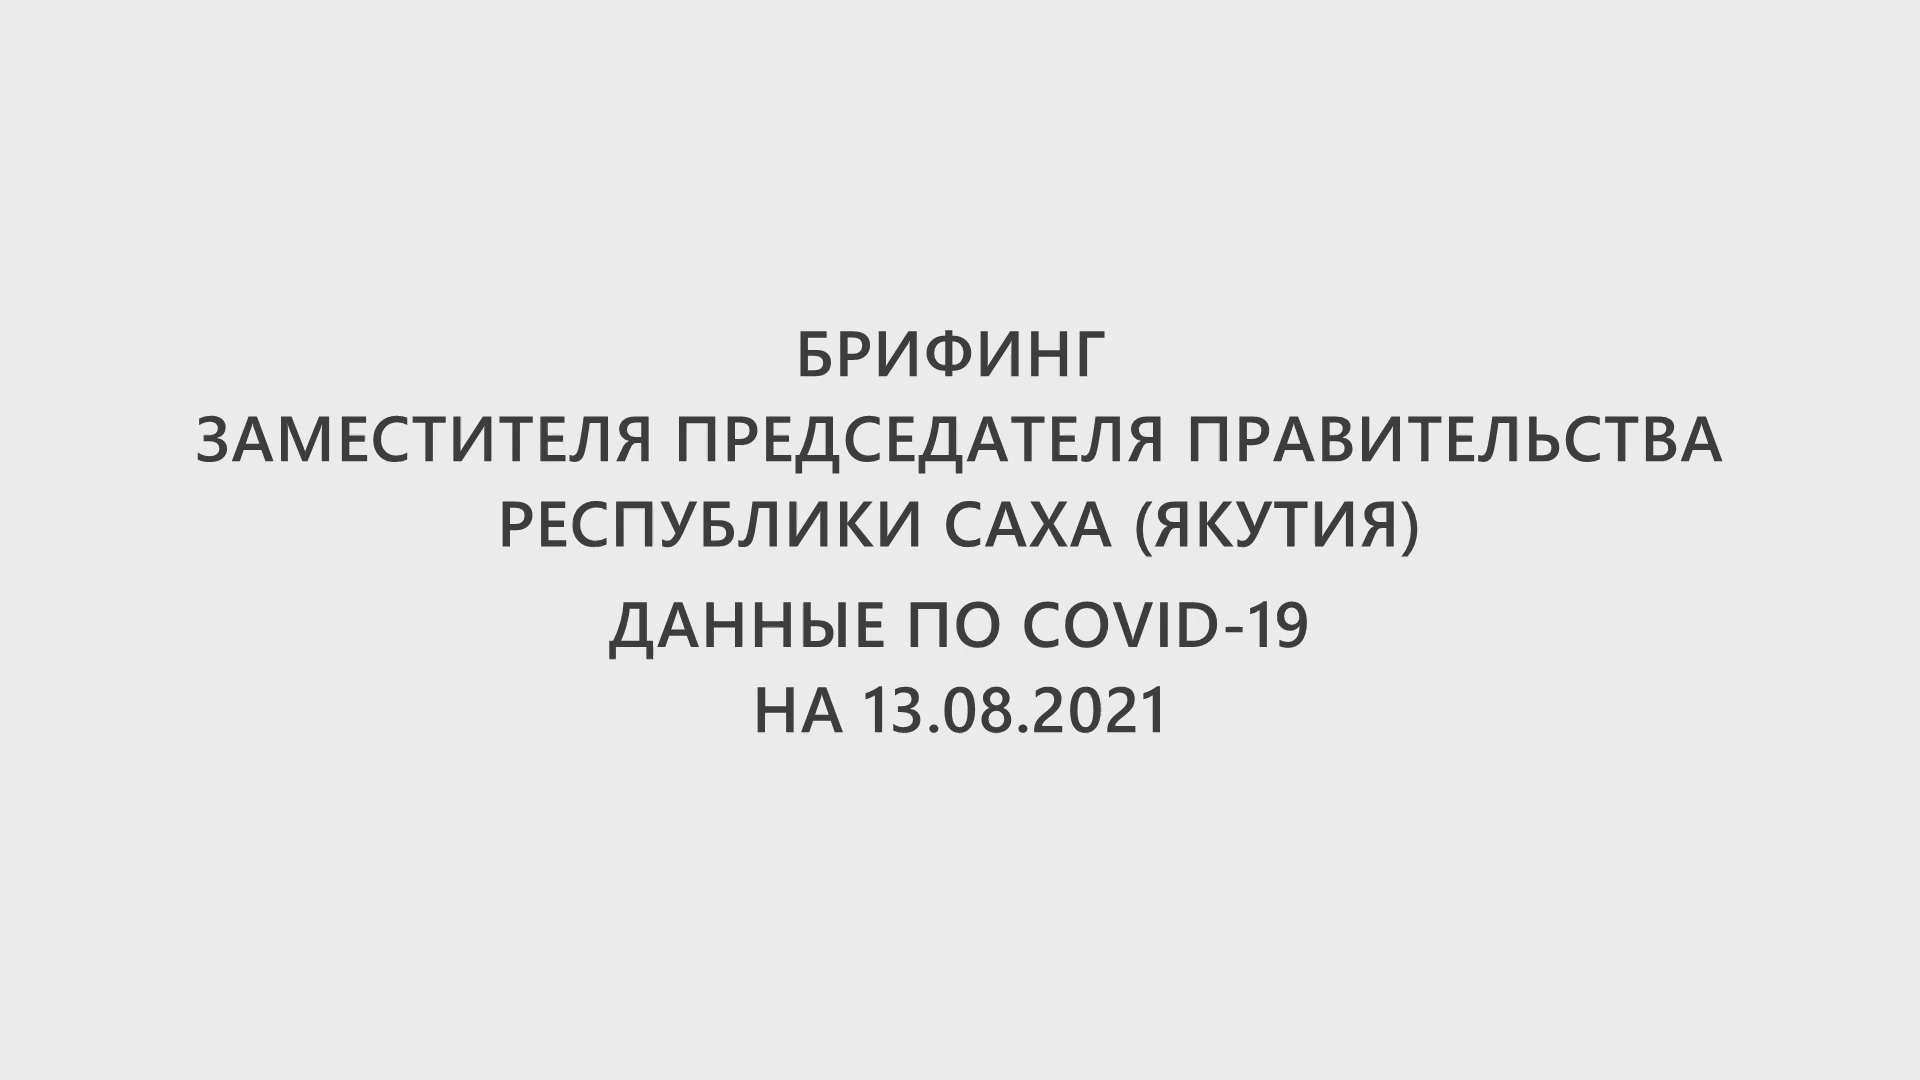 БРИФИНГ
ЗАМЕСТИТЕЛЯ ПРЕДСЕДАТЕЛЯ ПРАВИТЕЛЬСТВА
РЕСПУБЛИКИ САХА (ЯКУТИЯ)
ДАННЫЕ ПО COVID-19
НА 13.08.2021